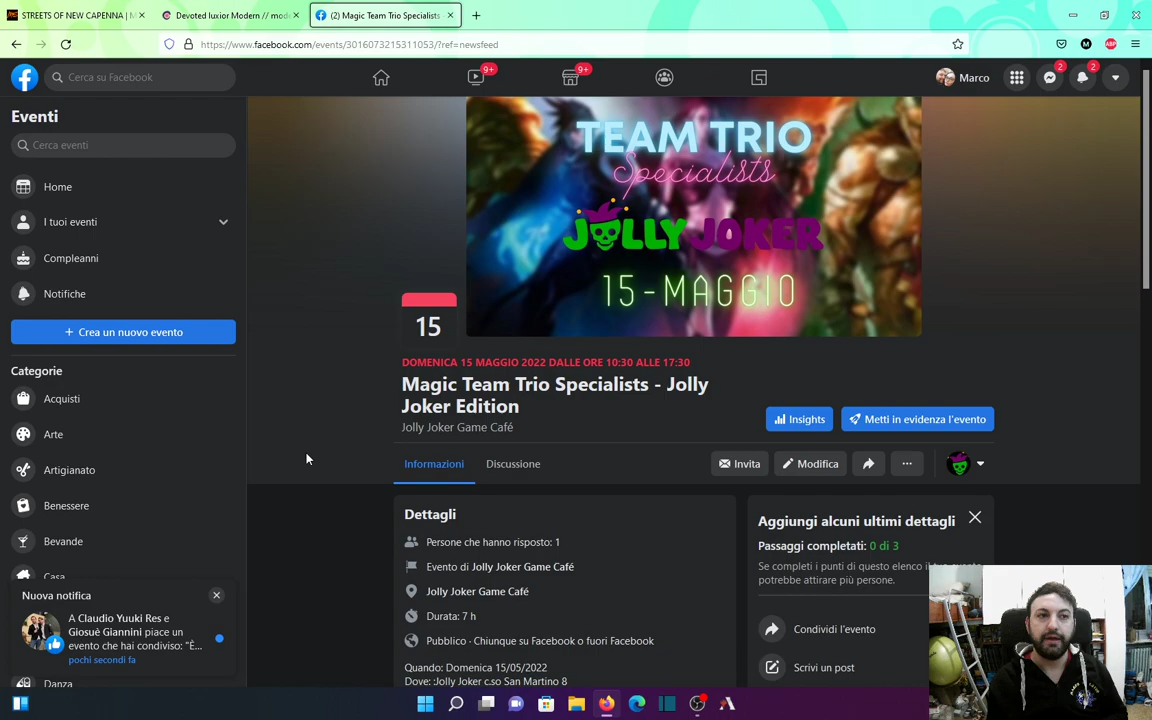 STREETS OF NEW CAPENNA | M
Devoted luxior Modern // mode
(2) Magic Team Trio Specialists
https://www.facebook.com/events/3016073215311053/?ref=newsfeed
M
ABP
Cerca su Facebook
9+
9+
Marco
2
2
Eventi
Cerca eventi
Home
I tuoi eventi
Compleanni
Notifiche
+ Crea un nuovo evento
Categorie
Acquisti
Arte
Artigianato
Benessere
Bevande
Casa
Danza
Nuova notifica
A Claudio Yuuki Res e
Giosuè Giannini piace un
evento che hai condiviso: "È...
pochi secondi fa
TEAM TRIO
Specialists
JOLLY JOKER
15-MAGGIO
15
DOMENICA 15 MAGGIO 2022 DALLE ORE 10:30 ALLE 17:30
Magic Team Trio Specialists - Jolly
Joker Edition
Jolly Joker Game Café
Insights
Metti in evidenza l'evento
Informazioni
Discussione
Invita
Modifica
Dettagli
Persone che hanno risposto: 1
Evento di Jolly Joker Game Café
Jolly Joker Game Café
Durata: 7 h
Pubblico · Chiunque su Facebook o fuori Facebook
Quando: Domenica 15/05/2022
Dove: :Jolly Joker c.so San Martino 8
Aggiungi alcuni ultimi dettagli
Passaggi completati: 0 di 3
Se completi i punti di questo elenco il
potrebbe attirare più persone.
Condividi l'evento
Scrivi un post